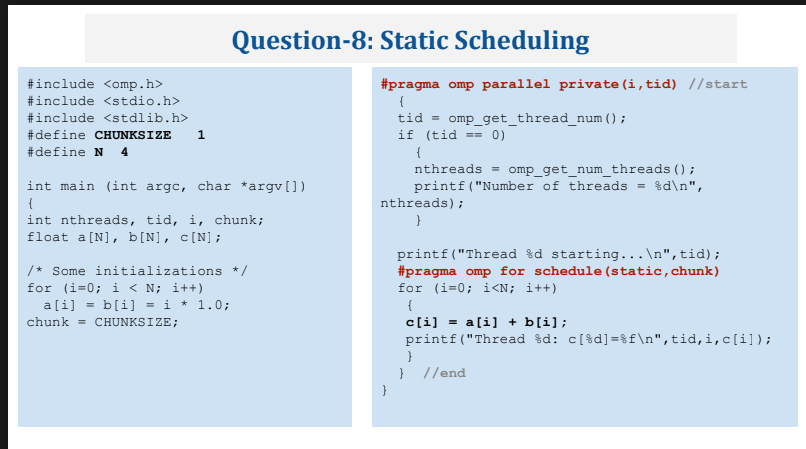 Question-8: Static Scheduling
#include <omp.h>
#include <stdio.h>
#include <stdlib.h>
#define CHUNKSIZE   1
#define N  4

int main (int argc, char *argv[])
{
int nthreads, tid, i, chunk;
float a[N], b[N], c[N];

/* Some initializations */
for (i=0; i < N; i++)
  a[i] = b[i] = i * 1.0;
chunk = CHUNKSIZE;

#pragma omp parallel private(i,tid) //start
  {
  tid = omp_get_thread_num();
  if (tid == 0)
    {
    nthreads = omp_get_num_threads();
    printf("Number of threads = %d\n",
nthreads);
    }

  printf("Thread %d starting...\n",tid);
  #pragma omp for schedule(static,chunk)
  for (i=0; i<N; i++)
   {
   c[i] = a[i] + b[i];
   printf("Thread %d: c[%d]=%f\n",tid,i,c[i]);
   }
  }  //end
}